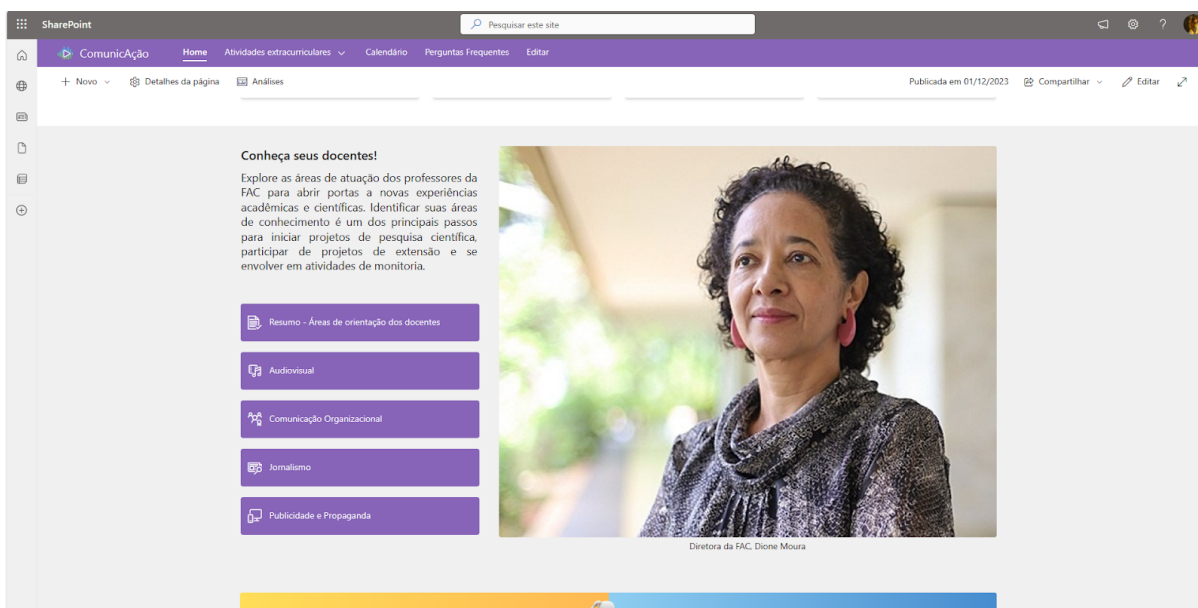 SharePoint
Pesquisar este site
?
ComunicAção
Home
Atividades extracurriculares
Calendário
Perguntas Frequentes
Editar
+ Novo
Detalhes da página
Análises
Publicada em 01/12/2023
Compartilhar
Editar
Conheça seus docentes!
Explore as áreas de atuação dos professores da
FAC para abrir portas a novas experiências
acadêmicas e científicas. Identificar suas áreas
de conhecimento é um dos principais passos
para iniciar projetos de pesquisa científica,
participar de projetos de extensão e se
envolver em atividades de monitoria.
Resumo - Áreas de orientação dos docentes
Audiovisual
Comunicação Organizacional
Jornalismo
Publicidade e Propaganda
Diretora da FAC, Dione Moura